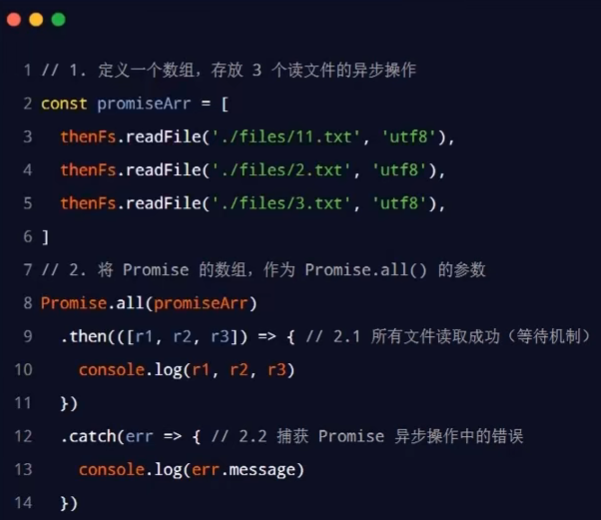 1 // 1. 定义一个数组，存放 3 个读文件的异步操作
2 const promiseArr = [
3   thenFs.readFile('./files/11.txt', 'utf8'),
4   thenFs.readFile('./files/2.txt', 'utf8'),
5   thenFs.readFile('./files/3.txt', 'utf8'),
6 ]
7 // 2. 将 Promise 的数组，作为 Promise.all() 的参数
8 Promise.all(promiseArr)
9   .then(([r1, r2, r3]) => { // 2.1 所有文件读取成功（等待机制）
10     console.log(r1, r2, r3)
11   })
12   .catch(err => { // 2.2 捕获 Promise 异步操作中的错误
13     console.log(err.message)
14   })